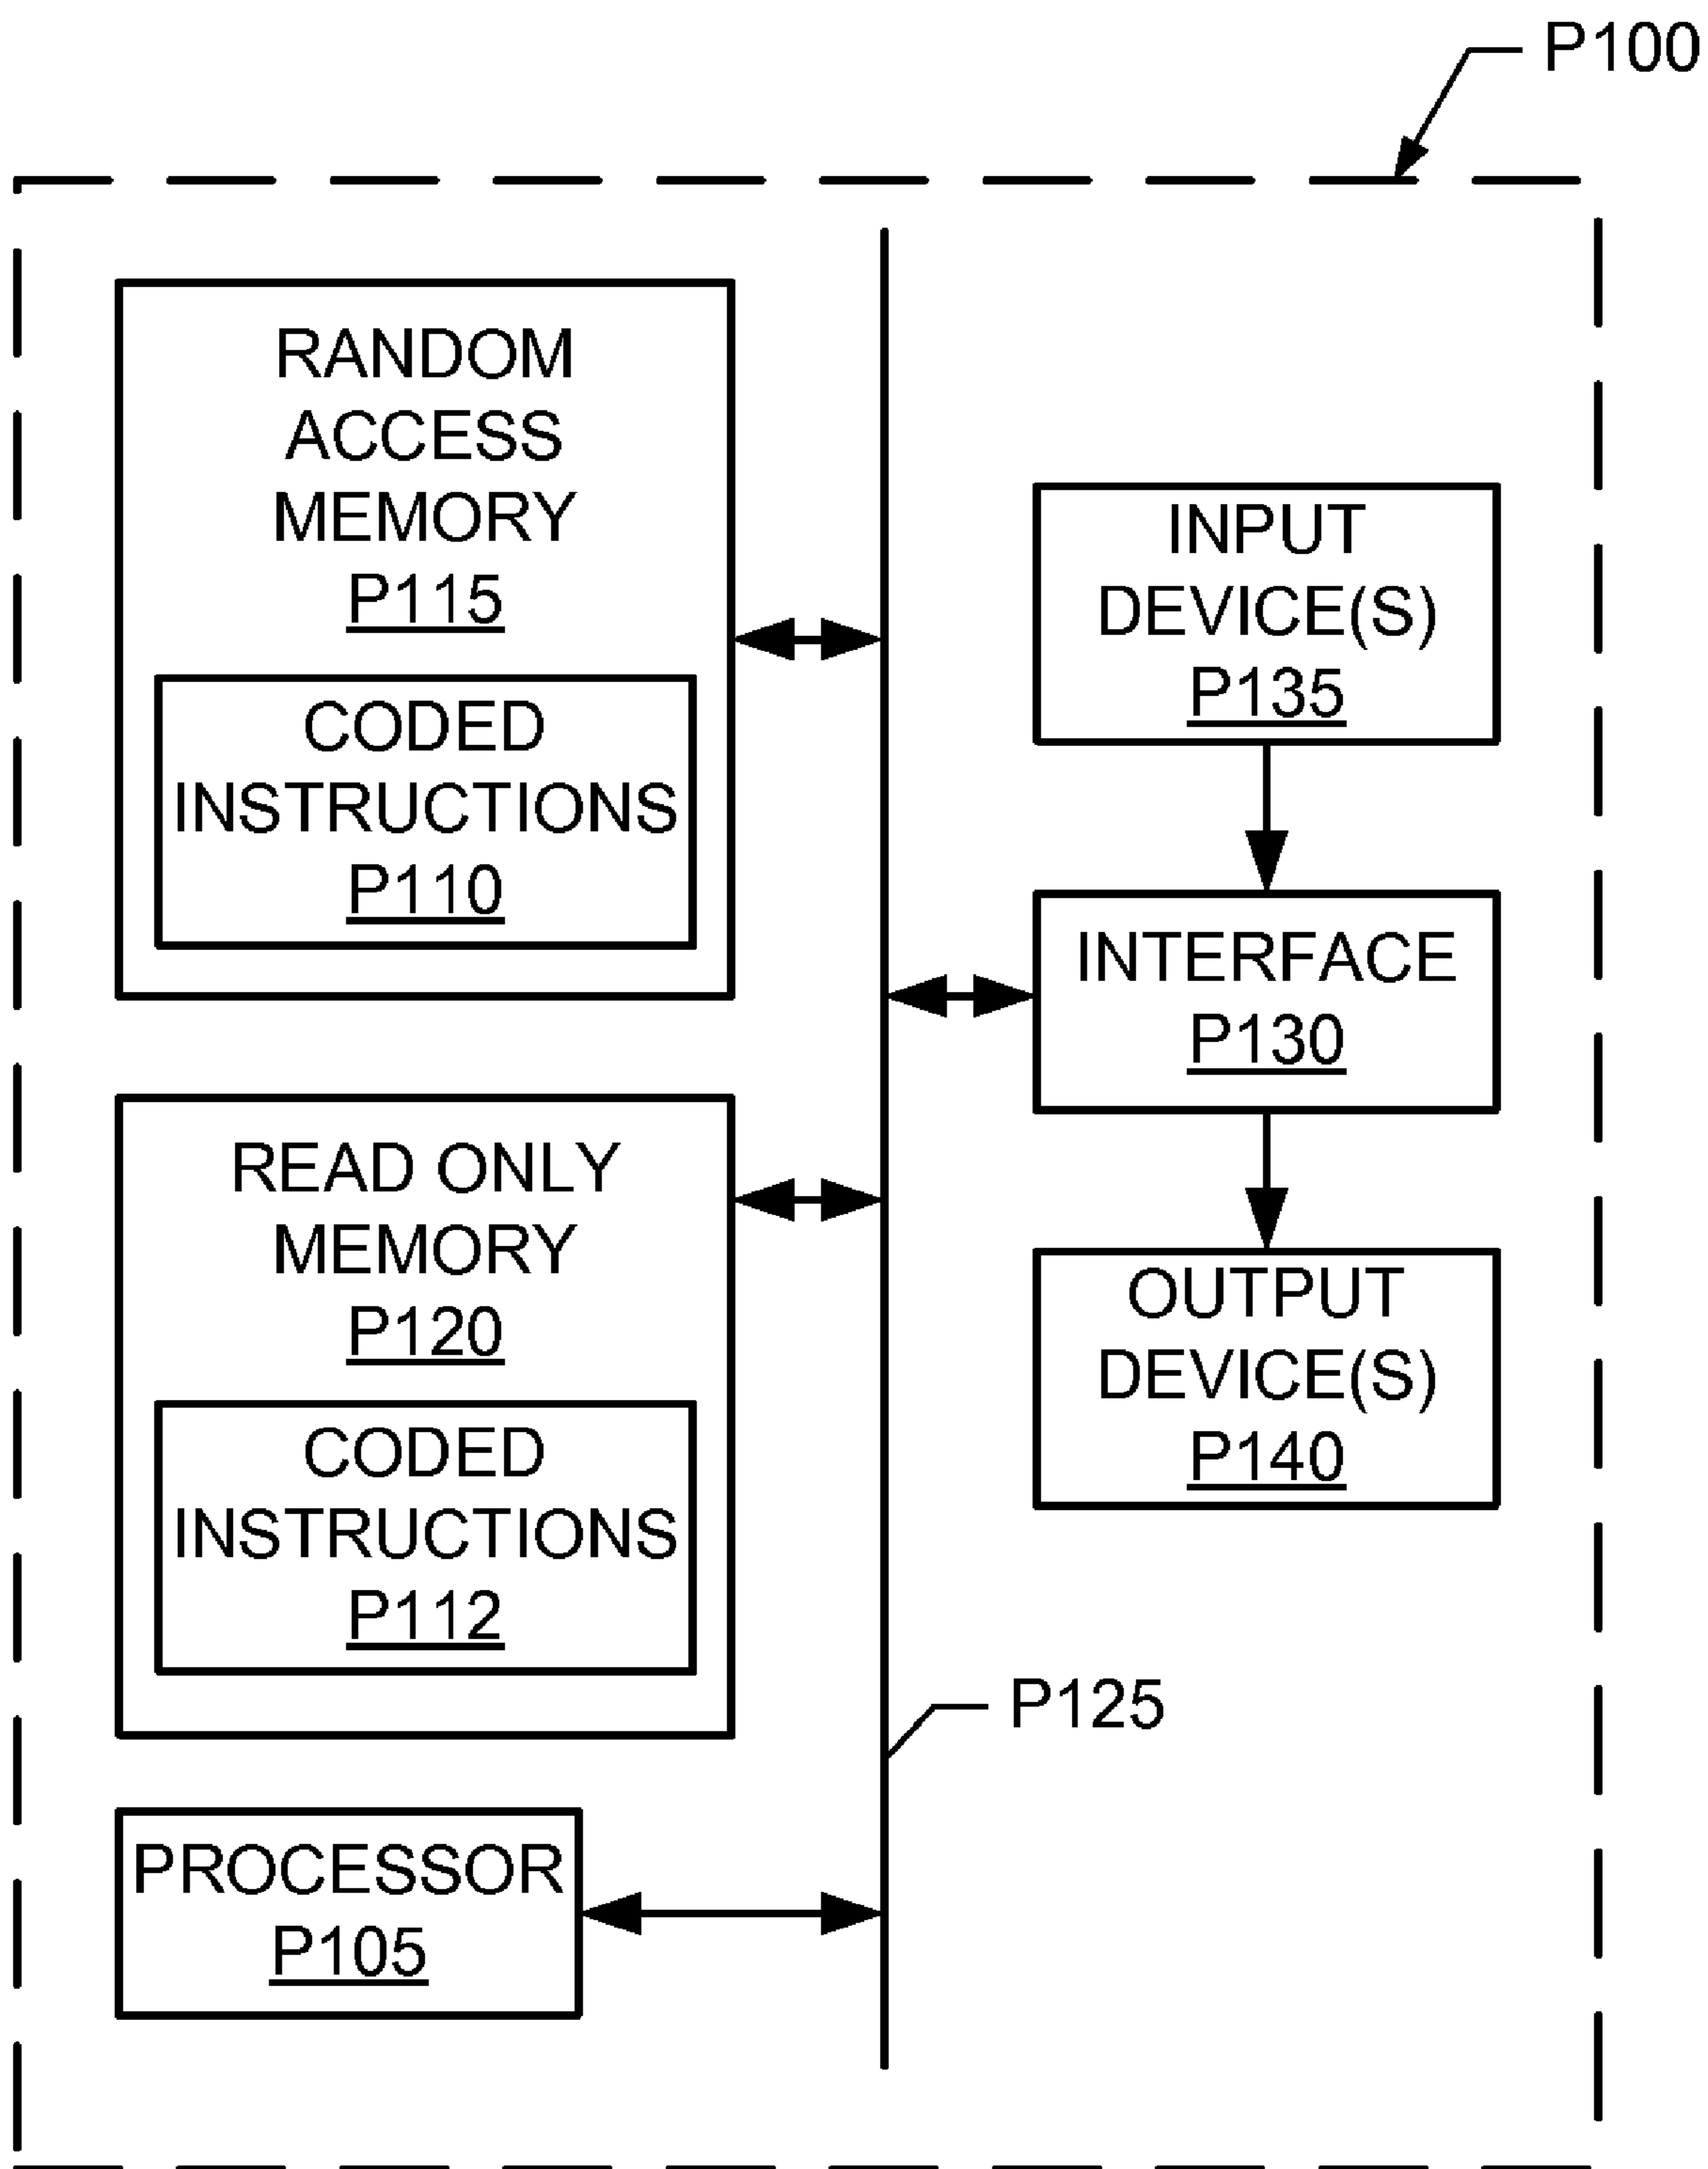 P100
RANDOM
ACCESS
MEMORY
P115
CODED
INSTRUCTIONS
P110
READ ONLY
MEMORY
P120
CODED
INSTRUCTIONS
P112
PROCESSOR
P105
INPUT
DEVICE(S)
P135
INTERFACE
P130
OUTPUT
DEVICE(S)
P140
P125